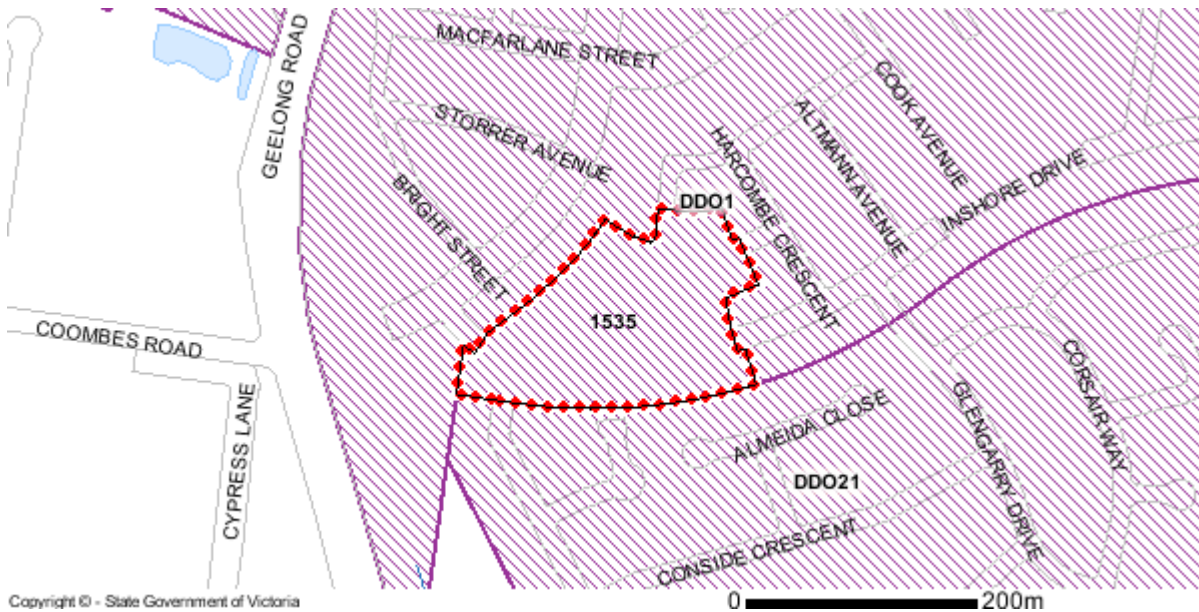 MACFARLANE STREET
GEELONG ROAD
COOK AVENUE
ALTMANN AVENUE
STORRER AVENUE
HARCOMBE CRESCENT
INSHORE DRIVE
DDO1
BRIGHT STREET
1535
COOMBES ROAD
CYPRESS LANE
CORSAIR WAY
GLENGARRY DRIVE
ALMEIDA CLOSE
DDO21
CONSIDE CRESCENT
Copyright © - State Government of Victoria
0 200m